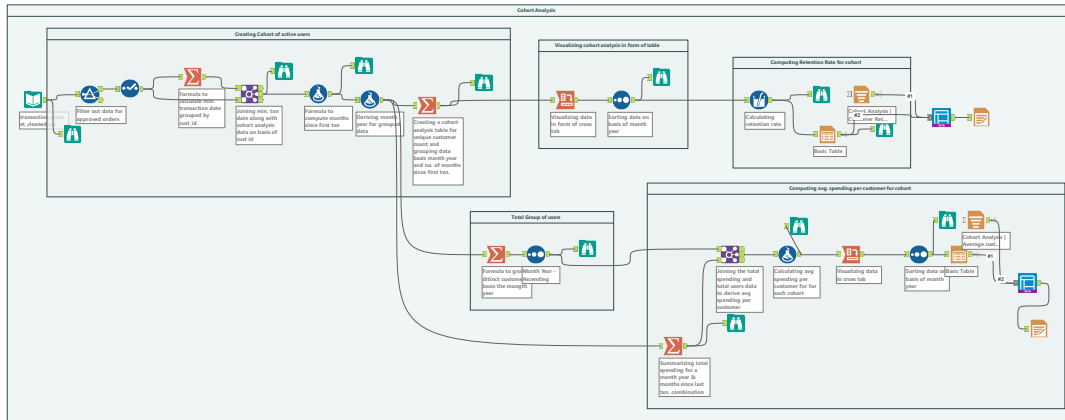 Cohort Analysis
Creating Cohort of active users
Filter out data for
approved orders
Formula to
calculate min.
transaction date
grouped by
cust_id
Joining min. txn
date along with
cohort analysis
data on basis of
cust id
Formula to
compute months
since first txn
Deriving month
year for grouped
data
Creating a cohort
analysis table for
unique customer
count and
grouping data
basis month year
and no. of months
since first txn.
Visualizing cohort analysis in form of table
Visualizing data
in form of cross
tab
Sorting data on
basis of month
year
Computing Retention Rate for cohort
Calculating
retention rate
Cohort Analysis |
Basic Table
#1
#2
Total Group of users
Formula to
basis the
year
Month Year -
Ascending
Computing avg. spending per customer for cohort
Joining the total
spending and
total users data
to derive avg
spending per
customer
Calculating avg
spending per
customer for for
each cohort
Visualizing data
in cross tab
Sorting data on
basis of month
year
Basic Table
Cohort Analysis |
Average cust...
#1
#2
Summarizing total
spending for a
month year &
months since last
txn. combination